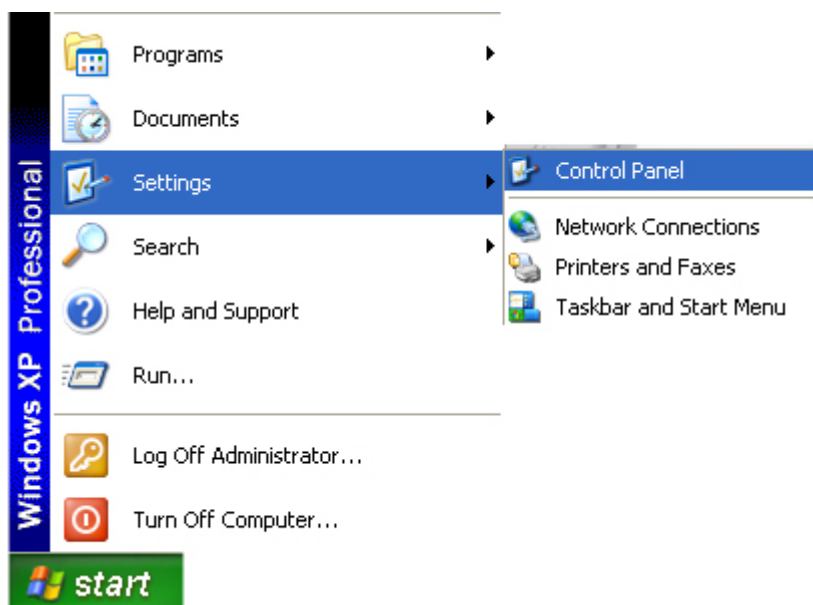 Windows XP Professional
Programs
Documents
Settings
Search
Help and Support
Run...
Log Off Administrator...
Turn Off Computer...
start
Control Panel
Network Connections
Printers and Faxes
Taskbar and Start Menu